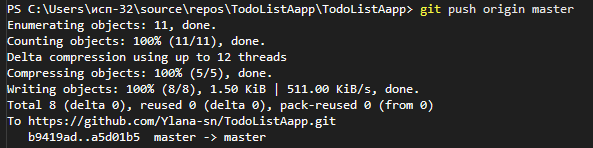 PS C:\Users\исп-32\source\repos\TodoListAapp\TodoListAapp> git push origin master
Enumerating objects: 11, done.
Counting objects: 100% (11/11), done.
Delta compression using up to 12 threads
Compressing objects: 100% (5/5), done.
Writing objects: 100% (8/8), 1.50 KiB | 511.00 KiB/s, done.
Total 8 (delta 0), reused 0 (delta 0), pack-reused 0 (from 0)
To https://github.com/Ylana-sn/TodoListAapp.git
   b9419ad..a5d01b5  master -> master